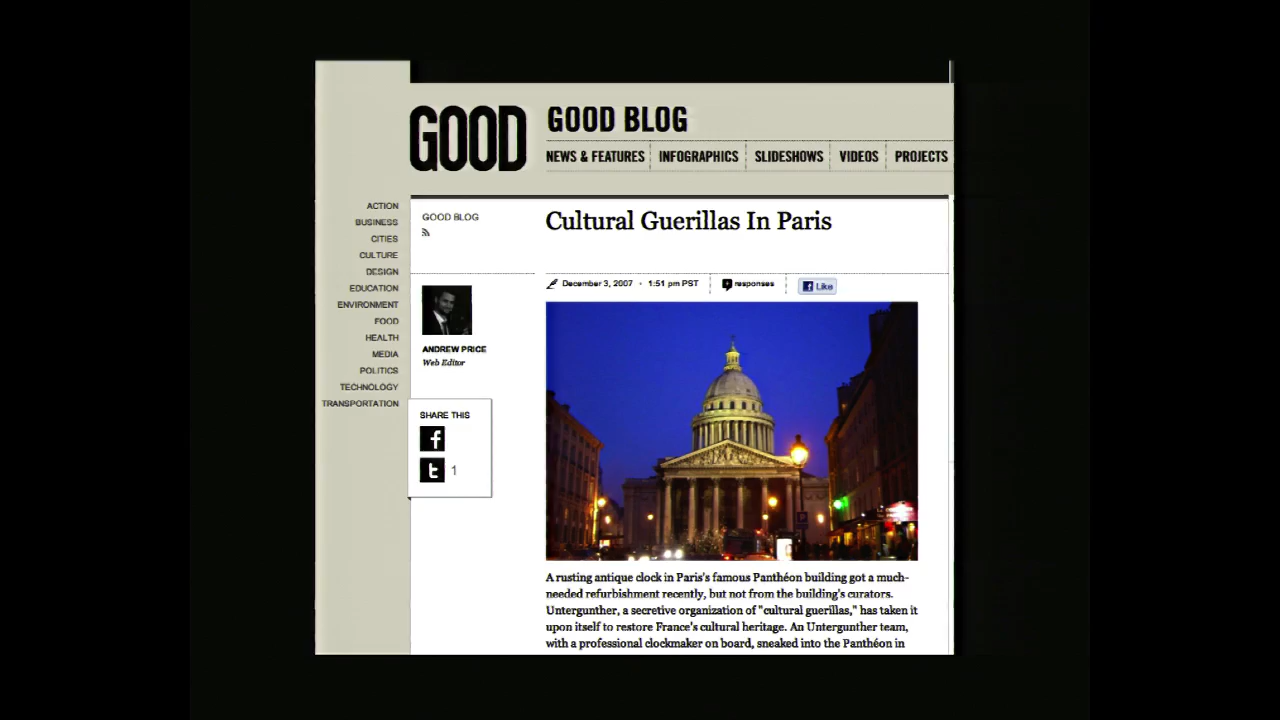 GOOD
GOOD BLOG
NEWS & FEATURES
INFOGRAPHICS
SLIDESHOWS
VIDEOS
PROJECTS
ACTION
BUSINESS
CITIES
CULTURE
DESIGN
EDUCATION
ENVIRONMENT
FOOD
HEALTH
MEDIA
POLITICS
TECHNOLOGY
TRANSPORTATION
GOOD BLOG
ANDREW PRICE
Web Editor
SHARE THIS
1
Cultural Guerillas In Paris
December 3, 2007 • 1:51 pm PST
responses
Like
A rusting antique clock in Paris's famous Panthéon building got a much-
needed refurbishment recently, but not from the building's curators.
Untergunther, a secretive organization of "cultural guerillas," has taken it
upon itself to restore France's cultural heritage. An Untergunther team,
with a professional clockmaker on board, sneaked into the Panthéon in